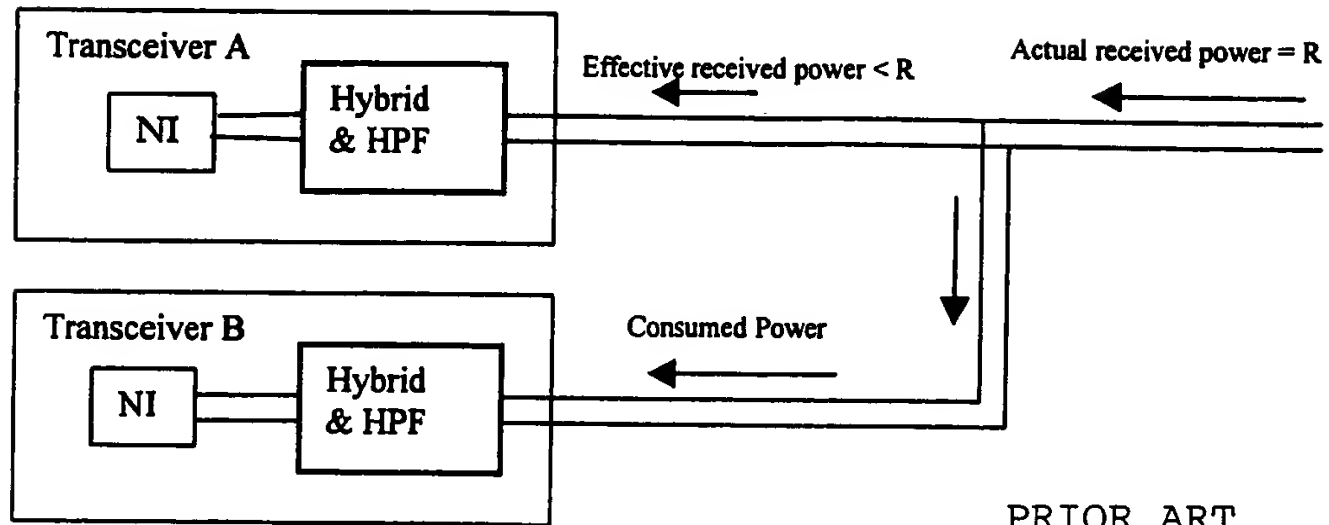 Transceiver A
NI
Hybrid
& HPF
Effective received power < R
Actual received power = R
Transceiver B
NI
Hybrid
& HPF
Consumed Power
PRIOR ART